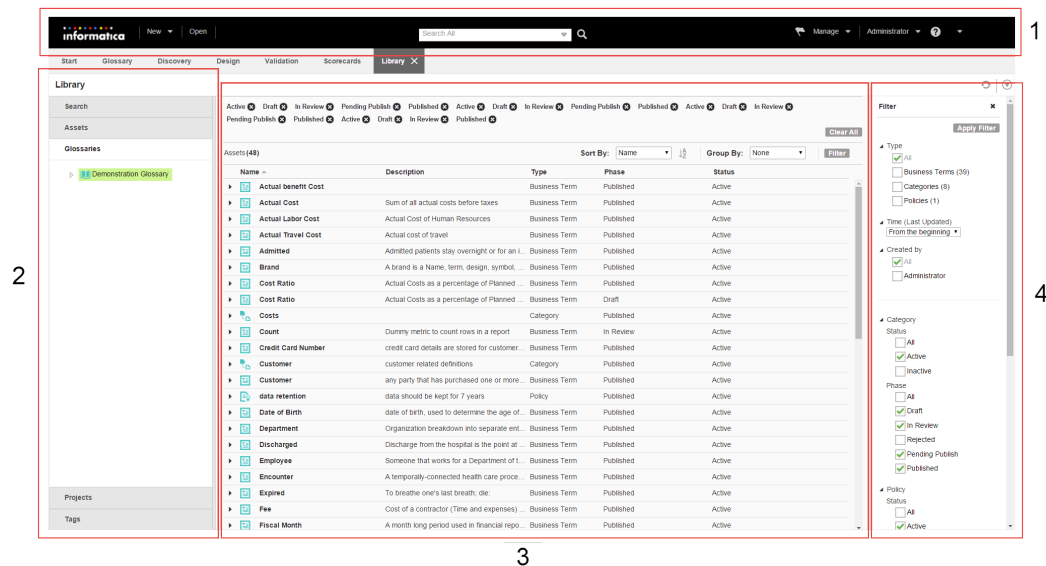 1
informatica New Open Search All Manage Administrator ?
Start Glossary Discovery Design Validation Scorecards Library X
Library
Search
Assets
Glossaries
Demonstration Glossary
Projects
Tags
2
Active Draft In Review Pending Publish Published Active Draft In Review Pending Publish Published Active Draft In Review
Pending Publish Published Active Draft In Review Published
Clear All
Assets (48) Sort By: Name Group By: None Filter
Name Description Type Phase Status
Actual benefit Cost Business Term Published Active
Actual Cost Sum of all actual costs before taxes Business Term Published Active
Actual Labor Cost Actual Cost of Human Resources Business Term Published Active
Actual Travel Cost Actual cost of travel Business Term Published Active
Admitted Admitted patients stay overnight or for an i... Business Term Published Active
Brand A brand is a Name, term, design, symbol, ... Business Term Published Active
Cost Ratio Actual Costs as a percentage of Planned ... Business Term Published Active
Cost Ratio Actual Costs as a percentage of Planned ... Business Term Draft Active
Costs Category Published Active
Count Dummy metric to count rows in a report Business Term In Review Active
Credit Card Number credit card details are stored for customer... Business Term Published Active
Customer customer related definitions Category Published Active
Customer any party that has purchased one or more... Business Term Published Active
data retention data should be kept for 7 years Policy Published Active
Date of Birth date of birth, used to determine the age of... Business Term Published Active
Department Organization breakdown into separate ent... Business Term Published Active
Discharged Discharge from the hospital is the point at ... Business Term Published Active
Employee Someone that works for a Department of t... Business Term Published Active
Encounter A temporally-connected health care proce... Business Term Published Active
Expired To breathe one's last breath; die: Business Term Published Active
Fee Cost of a contractor (Time and expenses) ... Business Term Published Active
Fiscal Month A month long period used in financial repo... Business Term Published Active
3
Filter
Apply Filter
Type
All
Business Terms (39)
Categories (8)
Policies (1)
Time (Last Updated)
From the beginning
Created by
All
Administrator
Category
Status
All
Active
Inactive
Phase
All
Draft
In Review
Rejected
Pending Publish
Published
Policy
Status
All
Active
4